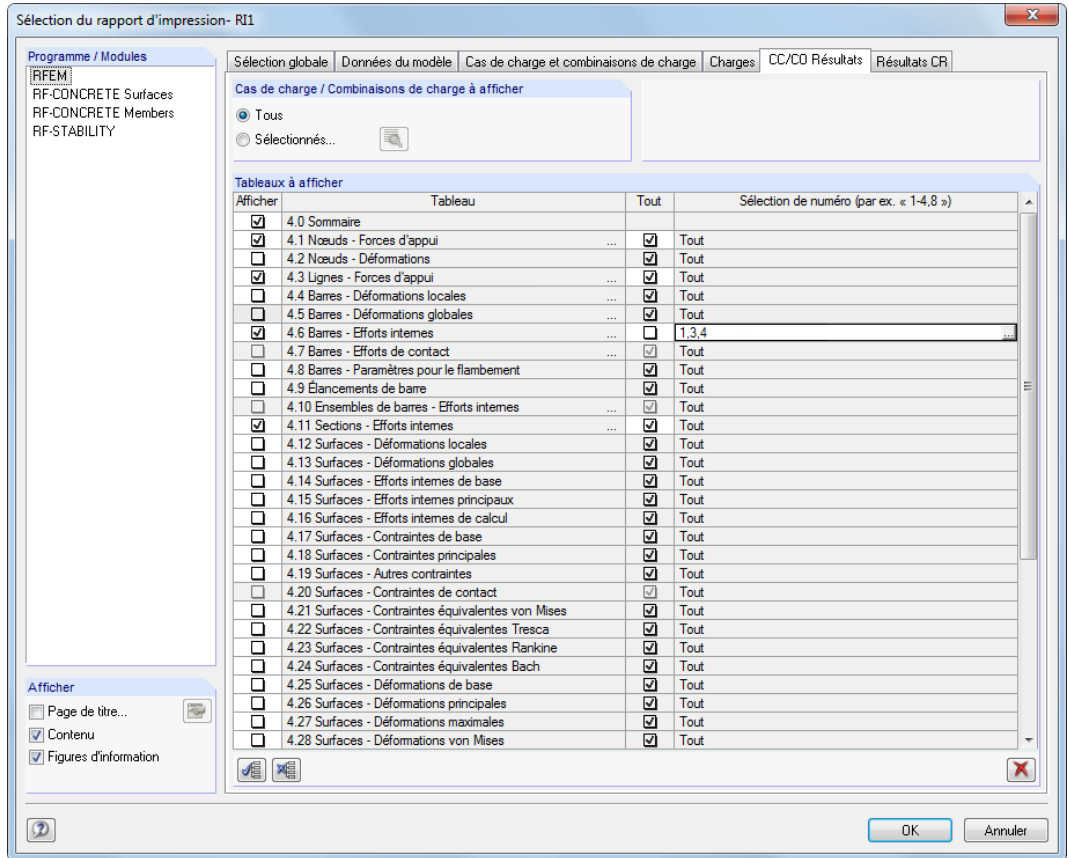 Sélection du rapport d'impression- RI1
Programme / Modules
RFEM
RF-CONCRETE Surfaces
RF-CONCRETE Members
RF-STABILITY
Sélection globale Données du modèle Cas de charge et combinaisons de charge Charges CC/CO Résultats Résultats CR
Cas de charge / Combinaisons de charge à afficher
Tous
Sélectionnés...
Tableaux à afficher
Afficher Tableau Tout Sélection de numéro (par ex. « 1-4,8 »)
4.0 Sommaire
4.1 Nœuds - Forces d'appui ... Tout
4.2 Nœuds - Déformations Tout
4.3 Lignes - Forces d'appui ... Tout
4.4 Barres - Déformations locales ... Tout
4.5 Barres - Déformations globales ... Tout
4.6 Barres - Efforts internes ... 1,3,4 ...
4.7 Barres - Efforts de contact ... Tout
4.8 Barres - Paramètres pour le flambement Tout
4.9 Élancements de barre Tout
4.10 Ensembles de barres - Efforts internes ... Tout
4.11 Sections - Efforts internes ... Tout
4.12 Surfaces - Déformations locales Tout
4.13 Surfaces - Déformations globales Tout
4.14 Surfaces - Efforts internes de base Tout
4.15 Surfaces - Efforts internes principaux Tout
4.16 Surfaces - Efforts internes de calcul Tout
4.17 Surfaces - Contraintes de base Tout
4.18 Surfaces - Contraintes principales Tout
4.19 Surfaces - Autres contraintes Tout
4.20 Surfaces - Contraintes de contact Tout
4.21 Surfaces - Contraintes équivalentes von Mises Tout
4.22 Surfaces - Contraintes équivalentes Tresca Tout
4.23 Surfaces - Contraintes équivalentes Rankine Tout
4.24 Surfaces - Contraintes équivalentes Bach Tout
4.25 Surfaces - Déformations de base Tout
4.26 Surfaces - Déformations principales Tout
4.27 Surfaces - Déformations maximales Tout
4.28 Surfaces - Déformations von Mises Tout
Afficher
Page de titre...
Contenu
Figures d'information
OK Annuler